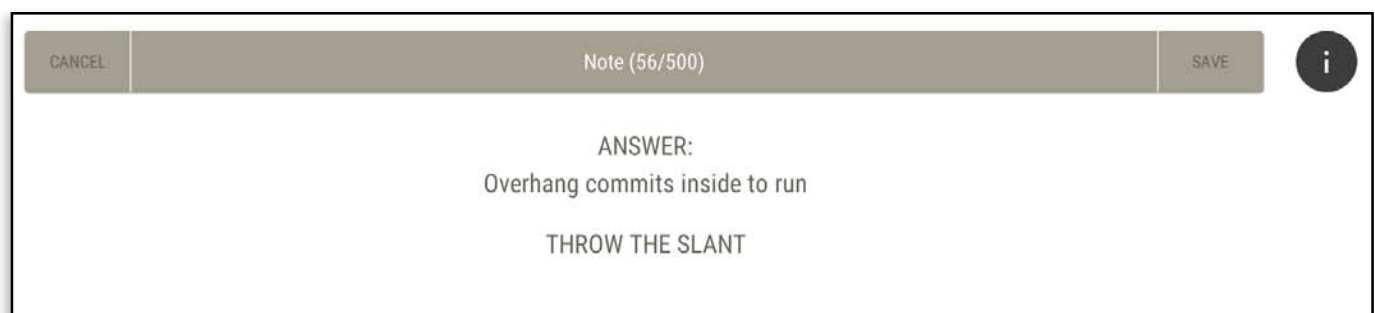 CANCEL Note (56/500) SAVE i
ANSWER:
Overhang commits inside to run
THROW THE SLANT